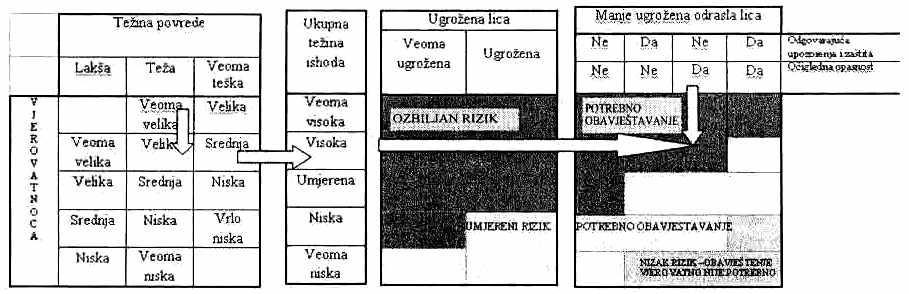 Težina povrede
Ukupna
težina
ishoda
Ugrožena lica
Manje ugrožena odrasla lica
Lakša
Teža
Veoma
teška
Veoma
ugrožena
Ugrožena
Ne Da Ne Da
Odgovarajuća
upozorenja i zaštita
Ne Ne Da Da
Očigledna opasnost
VJEROVATNOĆA
Veoma
velika
Velika
Veoma
visoka
OZBILJAN RIZIK
POTREBNO
OBAVJEŠTAVANJE
Veoma
velika
Velika
Srednja
Visoka
Velika
Srednja
Niska
Umjerena
Srednja
Niska
Vrlo
niska
Niska
UMJERENI RIZIK
POTREBNO OBAVJEŠTAVANJE
Niska
Veoma
niska
Veoma
niska
NIZAK RIZIK –OBAVJEŠTENJE
VJEROVATNO NIJE POTREBNO